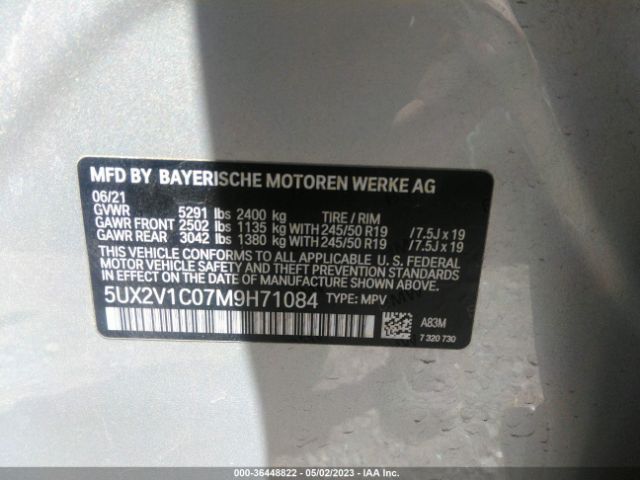 MFD BY BAYERISCHE MOTOREN WERKE AG
06/21
GVWR 5291 lbs 2400 kg TIRE / RIM
GAWR FRONT 2502 lbs 1135 kg WITH 245/50 R19 / 7.5J x 19
GAWR REAR 3042 lbs 1380 kg WITH 245/50 R19 / 7.5J x 19
THIS VEHICLE CONFORMS TO ALL APPLICABLE U. S. FEDERAL
MOTOR VEHICLE SAFETY AND THEFT PREVENTION STANDARDS
IN EFFECT ON THE DATE OF MANUFACTURE SHOWN ABOVE.
5UX2V1C07M9H71084 TYPE: MPV
A83M
7 320 730
© - 36448822 - 05/02/2023 - IAA Inc.